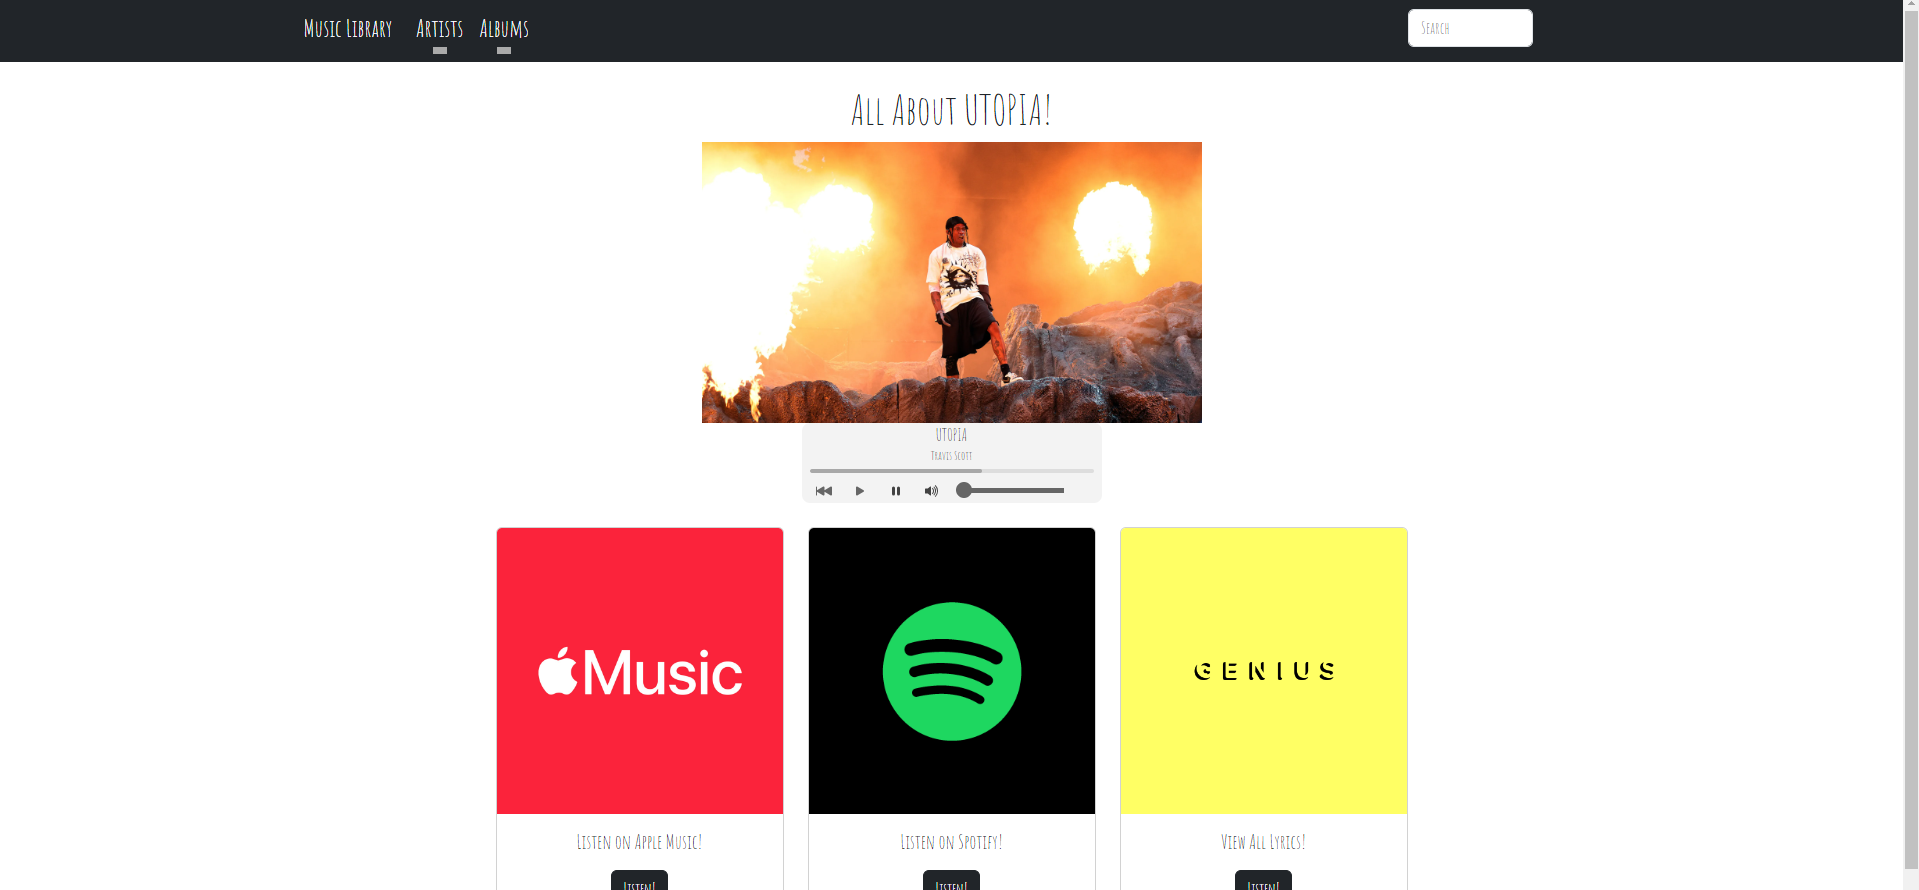 Music Library Artists Albums Search
All About UTOPIA!
UTOPIA
Travis Scott
Music
GENIUS
Listen on Apple Music! Listen on Spotify! View All Lyrics!
Listen! Listen! Listen!